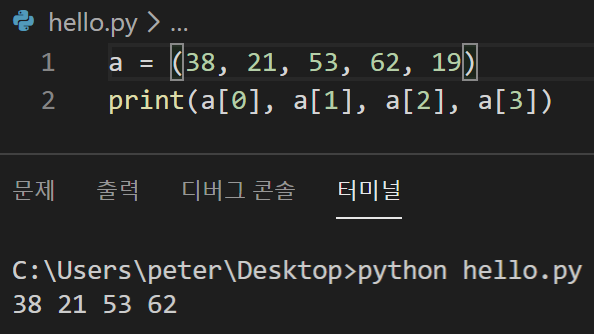 hello.py > ...
1 a = (38, 21, 53, 62, 19)
2 print(a[0], a[1], a[2], a[3])
문제 출력 디버그 콘솔 터미널
C:\Users\peter\Desktop>python hello.py
38 21 53 62